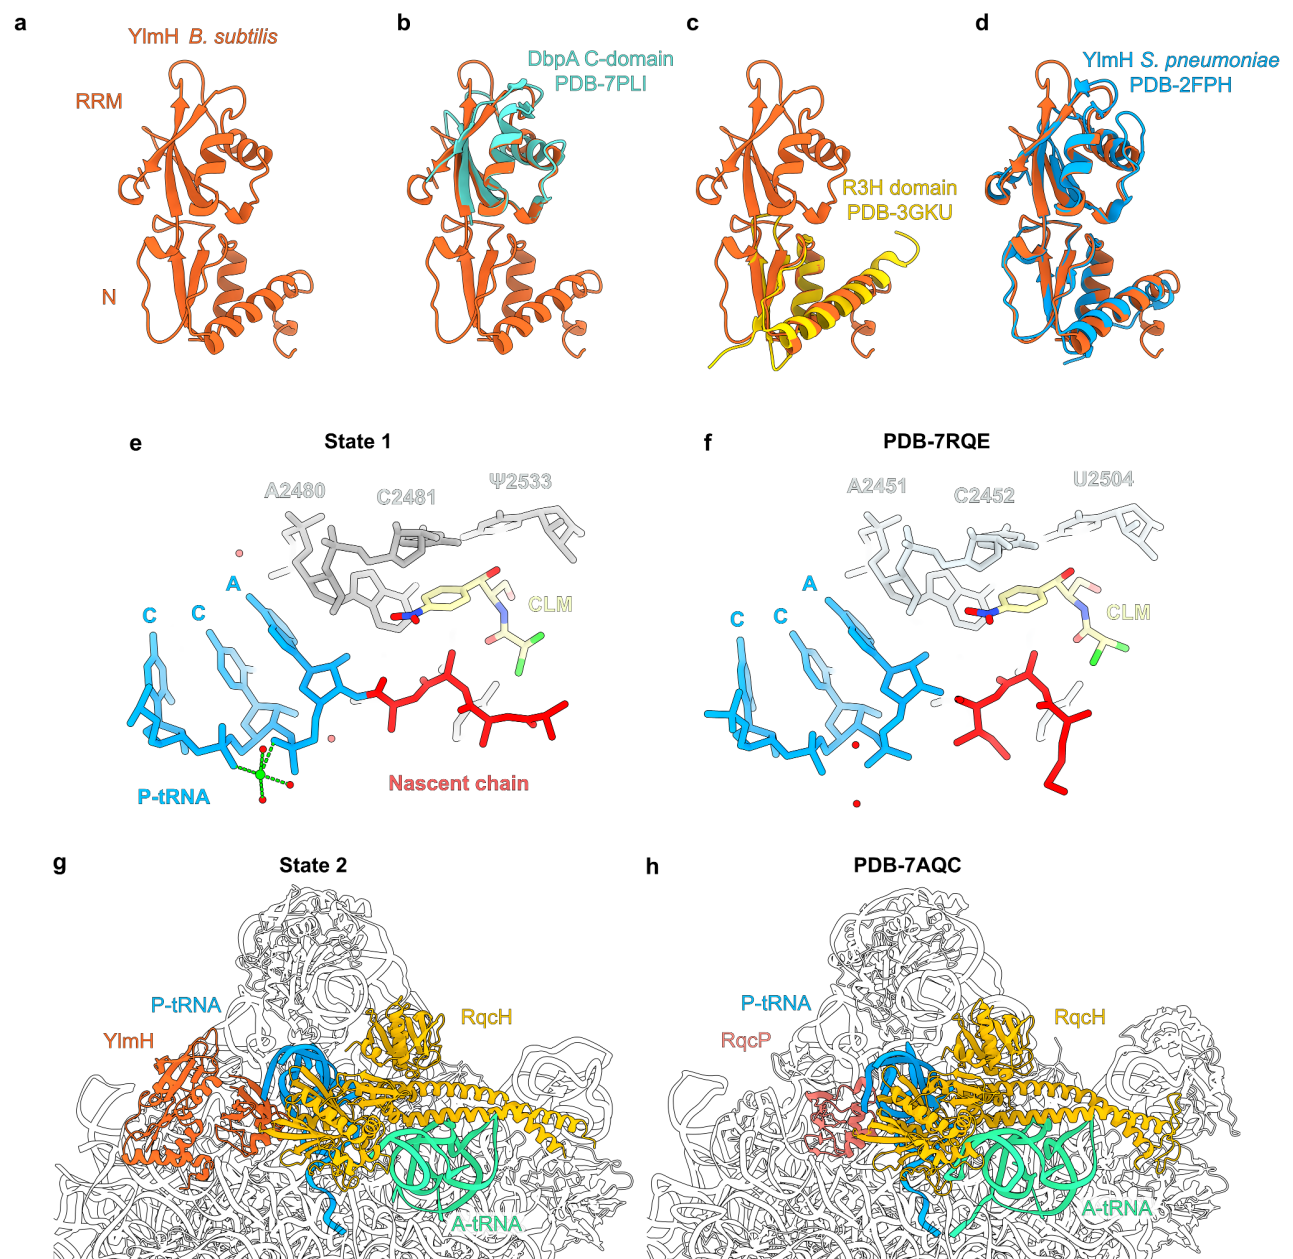 a
b
c
d
YlmH B. subtilis
RRM
N
DbpA C-domain
PDB-7PLI
R3H domain
PDB-3GKU
YlmH S. pneumoniae
PDB-2FPH
e
State 1
f
PDB-7RQE
A2480
C2481
Ψ2533
A
C
C
CLM
P-tRNA
Nascent chain
A2451
C2452
U2504
A
C
C
CLM
g
State 2
h
PDB-7AQC
P-tRNA
YlmH
RqcH
A-tRNA
P-tRNA
RqcP
RqcH
A-tRNA